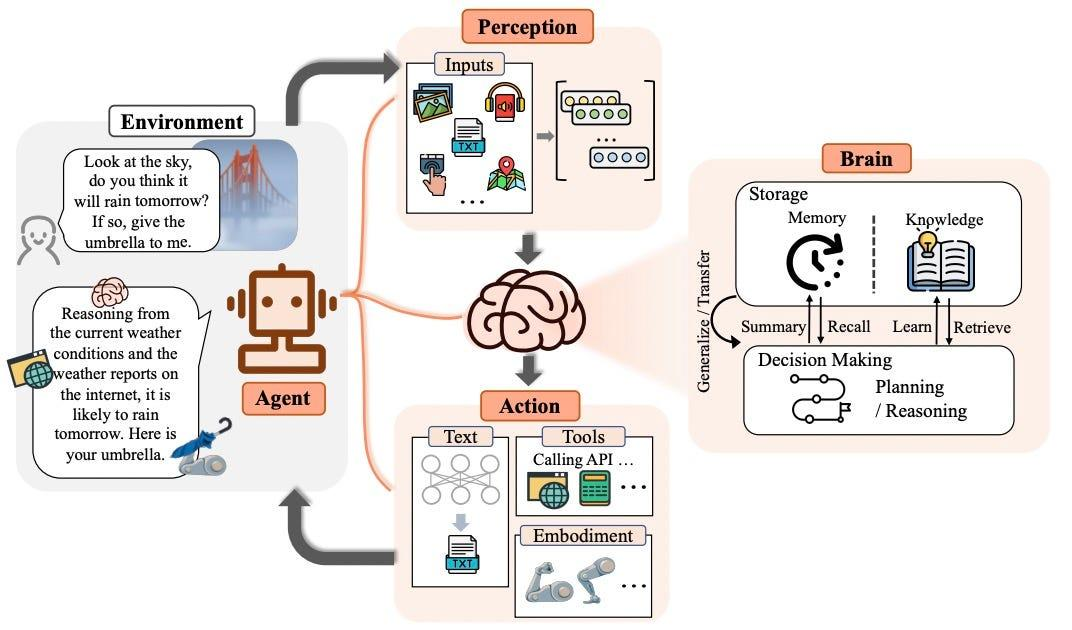 Perception
Inputs
TXT
...
...
Environment
Look at the sky,
do you think it
will rain tomorrow?
If so, give the
umbrella to me.
Reasoning from
the current weather
conditions and the
weather reports on
the internet, it is
likely to rain
tomorrow. Here is
your umbrella.
Agent
Brain
Storage
Memory
Knowledge
Generalize / Transfer
Summary
Recall
Learn
Retrieve
Decision Making
Planning
/ Reasoning
Action
Text
TXT
Tools
Calling API ...
...
Embodiment
...